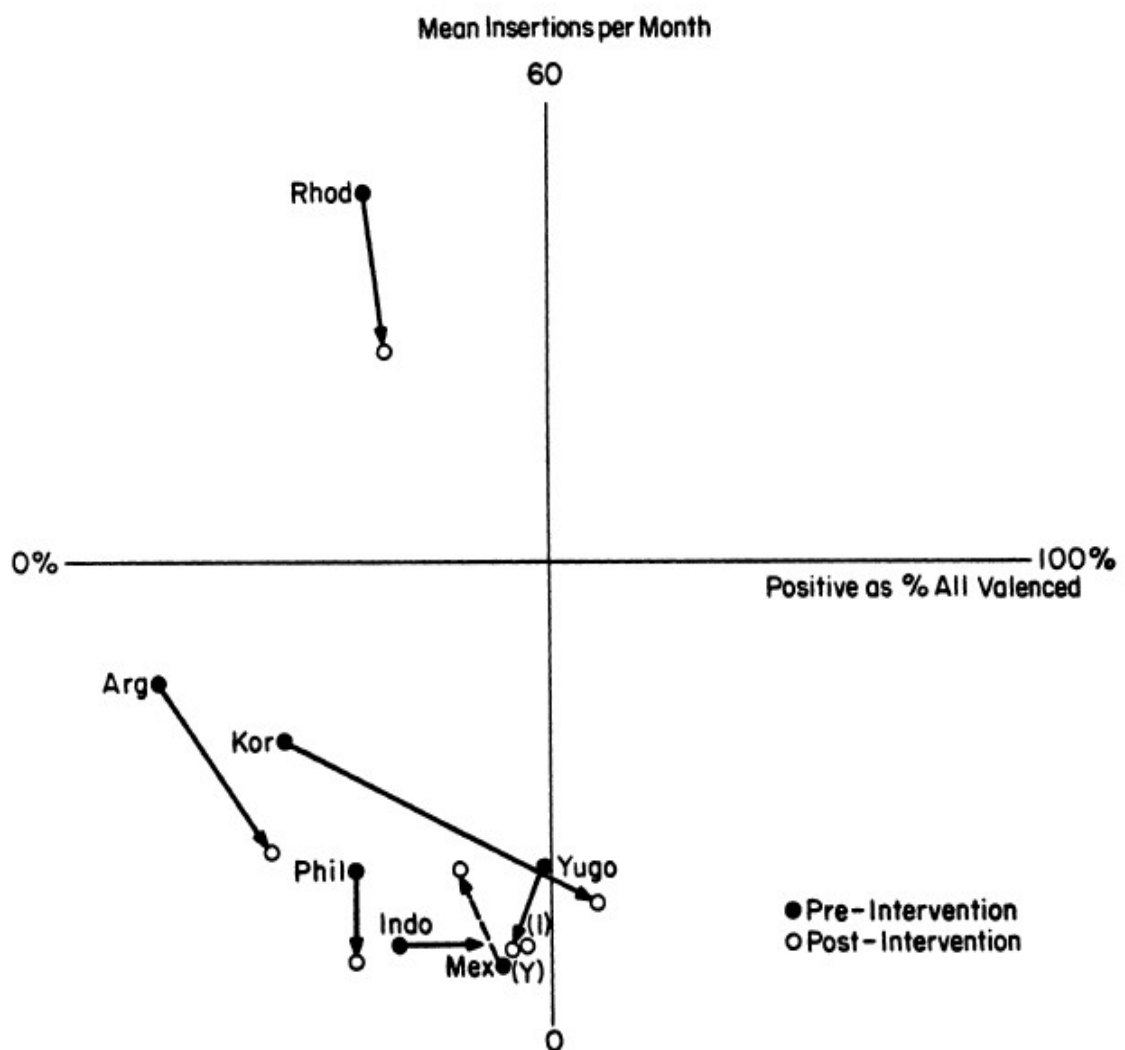 Mean Insertions per Month
60
Rhod
0%
100%
Positive as % All Valenced
Arg
Kor
Phil
Yugo
Indo
(I)
Mex
(Y)
Pre-Intervention
Post-Intervention
0